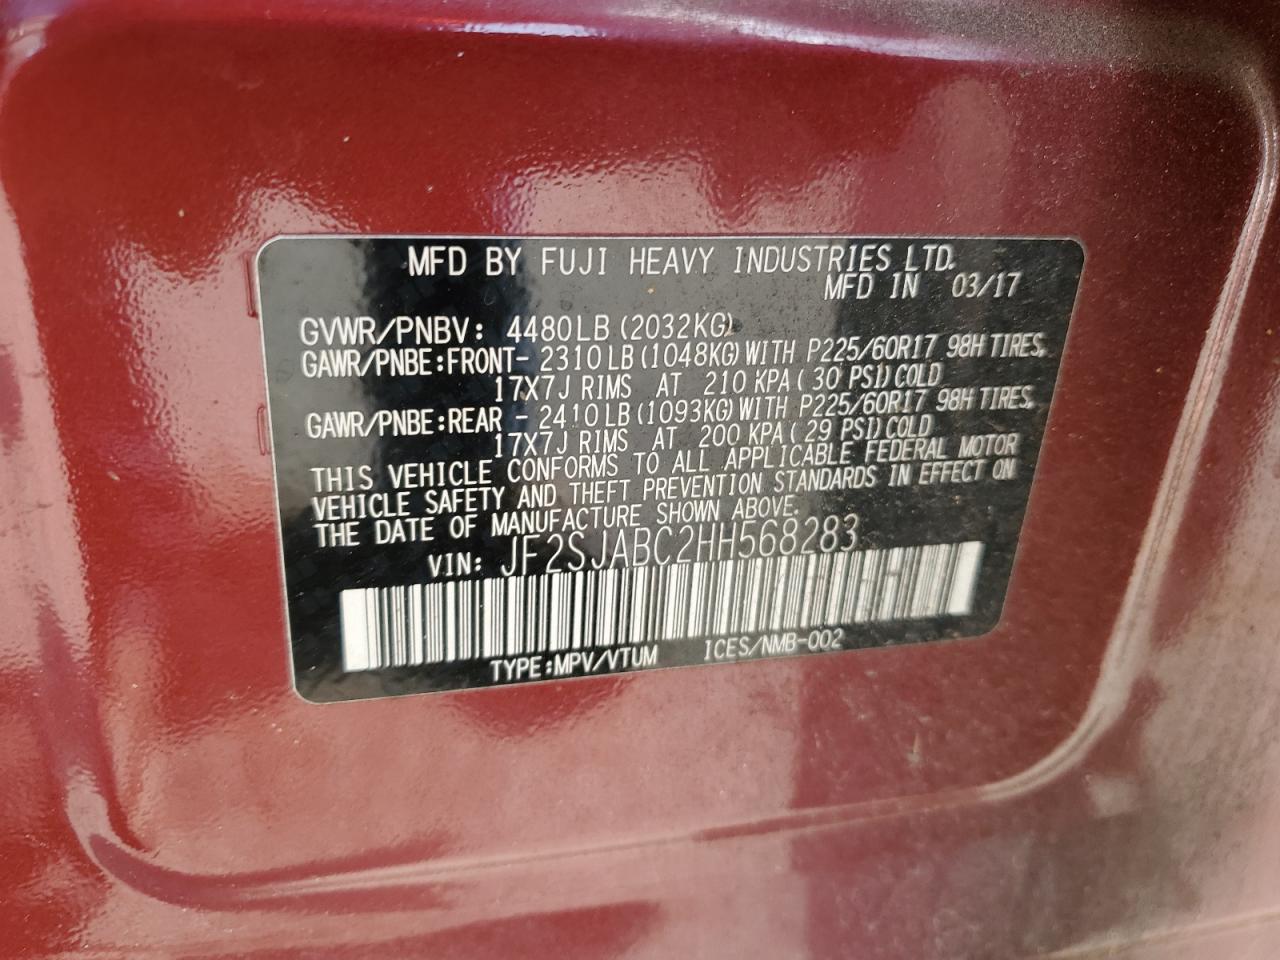 MFD BY FUJI HEAVY INDUSTRIES LTD.
MFD IN 03/17
GVWR/PNBV: 4480LB (2032KG)
GAWR/PNBE:FRONT- 2310LB (1048KG) WITH P225/60R17 98H TIRES,
17X7J RIMS AT 210 KPA ( 30 PSI) COLD
GAWR/PNBE:REAR - 2410LB (1093KG) WITH P225/60R17 98H TIRES,
17X7J RIMS AT 200 KPA ( 29 PSI) COLD
THIS VEHICLE CONFORMS TO ALL APPLICABLE FEDERAL MOTOR
VEHICLE SAFETY AND THEFT PREVENTION STANDARDS IN EFFECT ON
THE DATE OF MANUFACTURE SHOWN ABOVE.
VIN: JF2SJABC2HH568283
TYPE:MPV/VTUM ICES/NMB-002